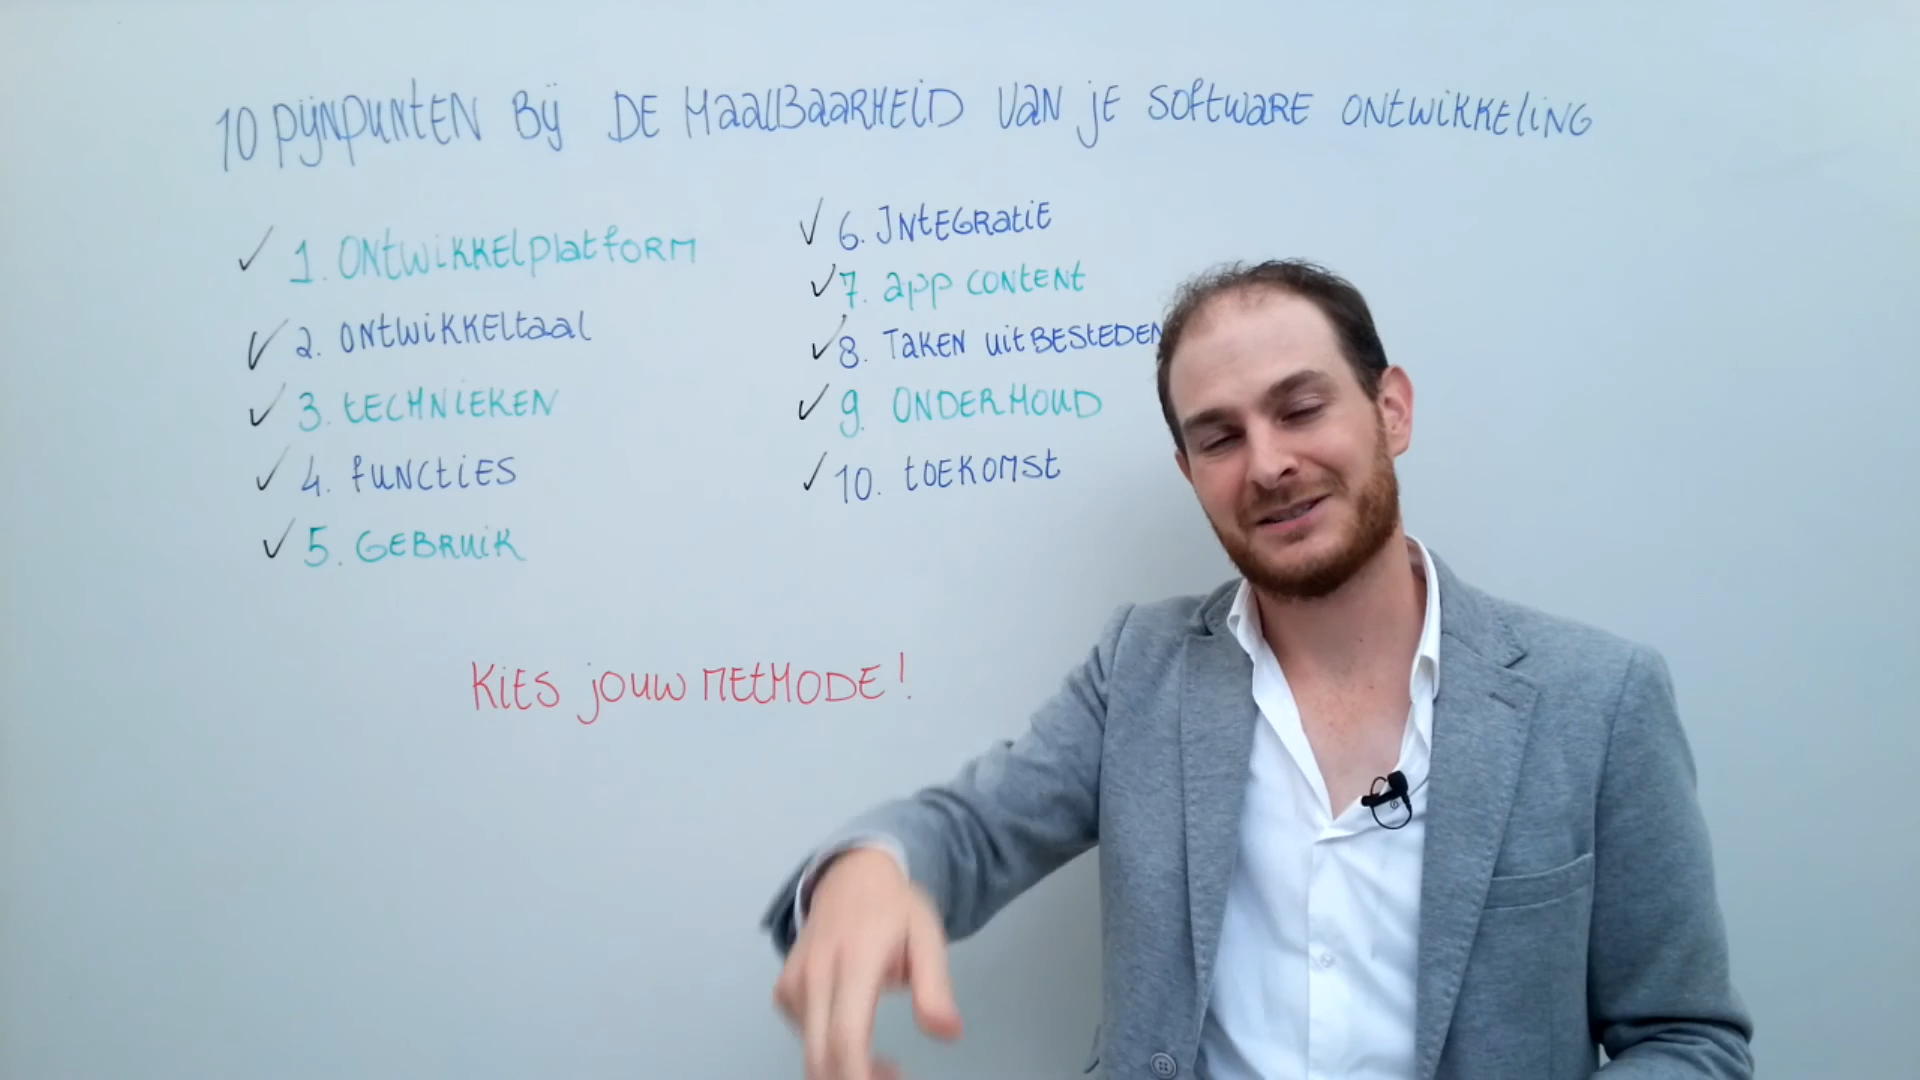 10 PIJNPUNTEN BIJ DE HAALBAARHEID VAN JE SOFTWARE ONTWIKKELING
1. ONTWIKKELPLATFORM
2. ONTWIKKELTAAL
3. TECHNIEKEN
4. FUNCTIES
5. GEBRUIK
6. INTEGRATIE
7. APP CONTENT
8. TAKEN UITBESTEDEN
9. ONDERHOUD
10. TOEKOMST
KIES JOUW METHODE!